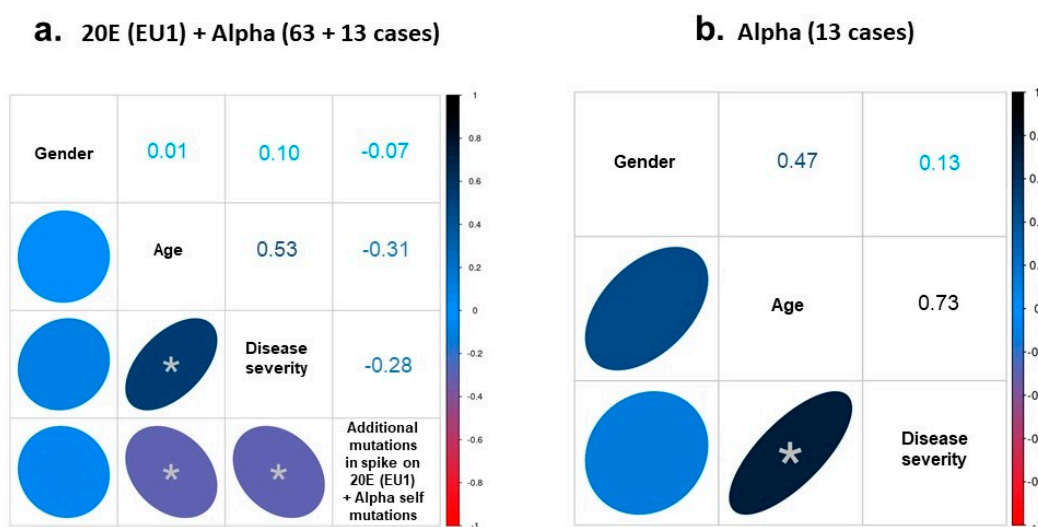 a. 20E (EU1) + Alpha (63 + 13 cases)
b. Alpha (13 cases)
Gender 0.01 0.10 -0.07
Age 0.53 -0.31
* Disease
severity -0.28
* * Additional
mutations
in spike on
20E (EU1)
+ Alpha self
mutations
1
0.8
0.6
0.4
0.2
0
-0.2
-0.4
-0.6
-0.8
-1
Gender 0.47 0.13
Age 0.73
* Disease
severity